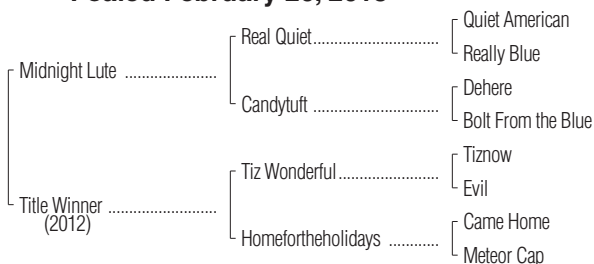 Foaled February
Quiet American
Real Quiet
Really Blue
Midnight Lute
Dehere
Candytuft
Bolt From the Blue
Tiznow
Tiz Wonderful
Evil
Title Winner
(2012)
Came Home
Homefortheholidays
Meteor Cap